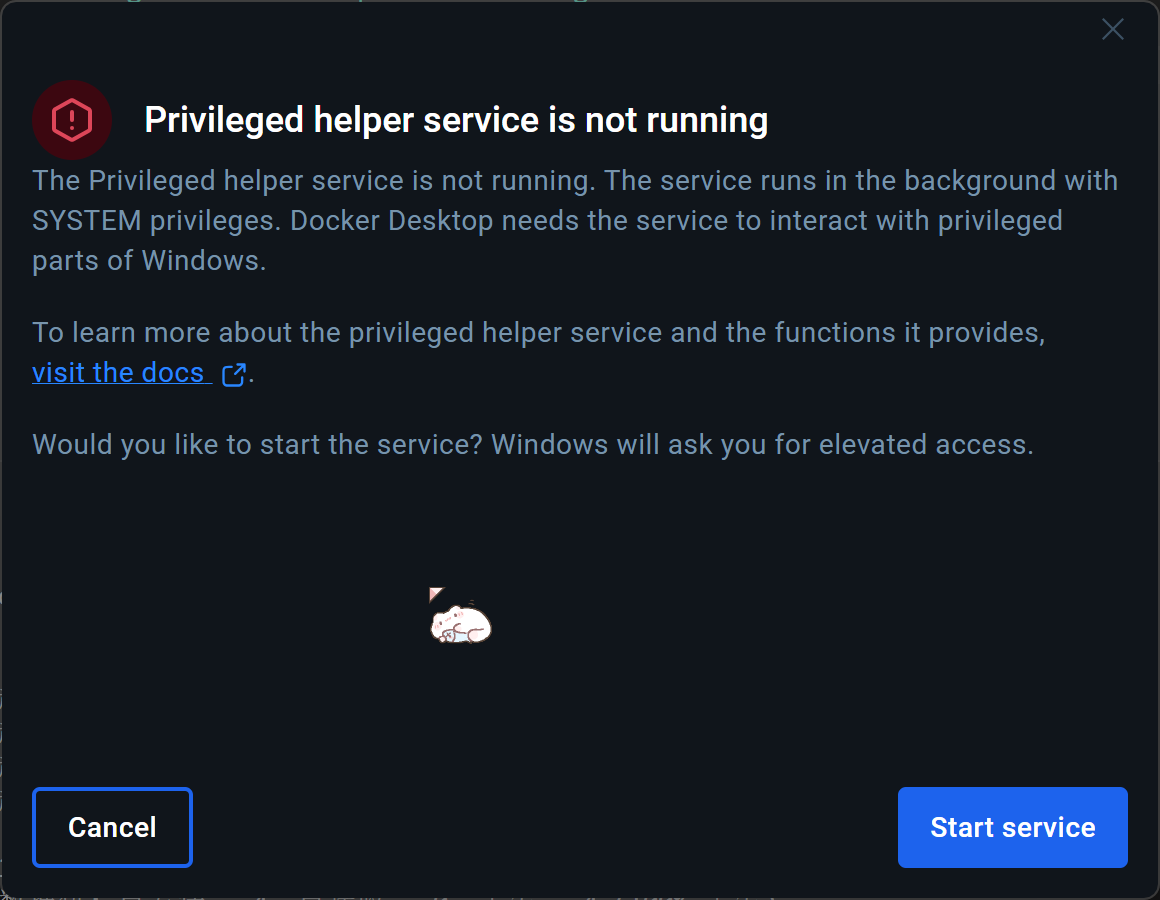 Privileged helper service is not running
The Privileged helper service is not running. The service runs in the background with
SYSTEM privileges. Docker Desktop needs the service to interact with privileged
parts of Windows.
To learn more about the privileged helper service and the functions it provides,
visit the docs .
Would you like to start the service? Windows will ask you for elevated access.
Cancel
Start service